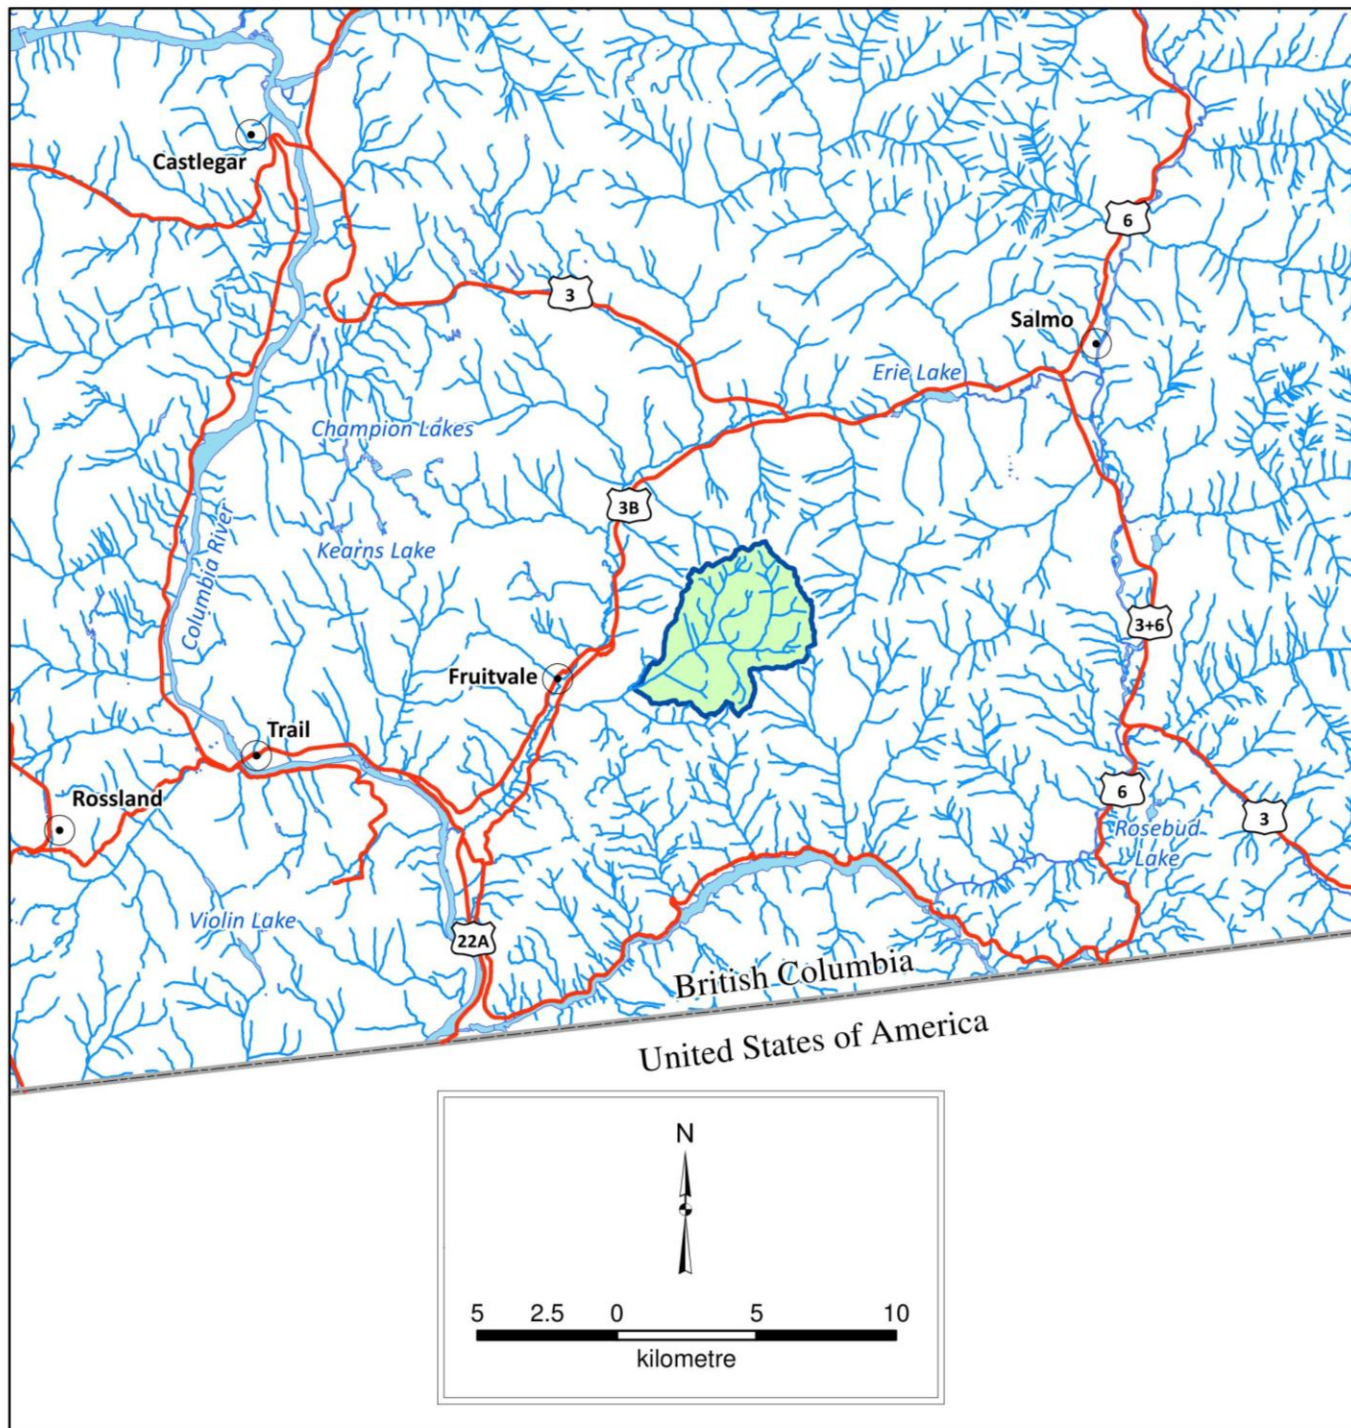 Castlegar
6
3
Salmo
Erie Lake
Champion Lakes
3B
Kearns Lake
Columbia River
3+6
Fruitvale
Trail
Rossland
6
3
Rosebud
Lake
Violin Lake
22A
British Columbia
United States of America
N
5 2.5 0 5 10
kilometre